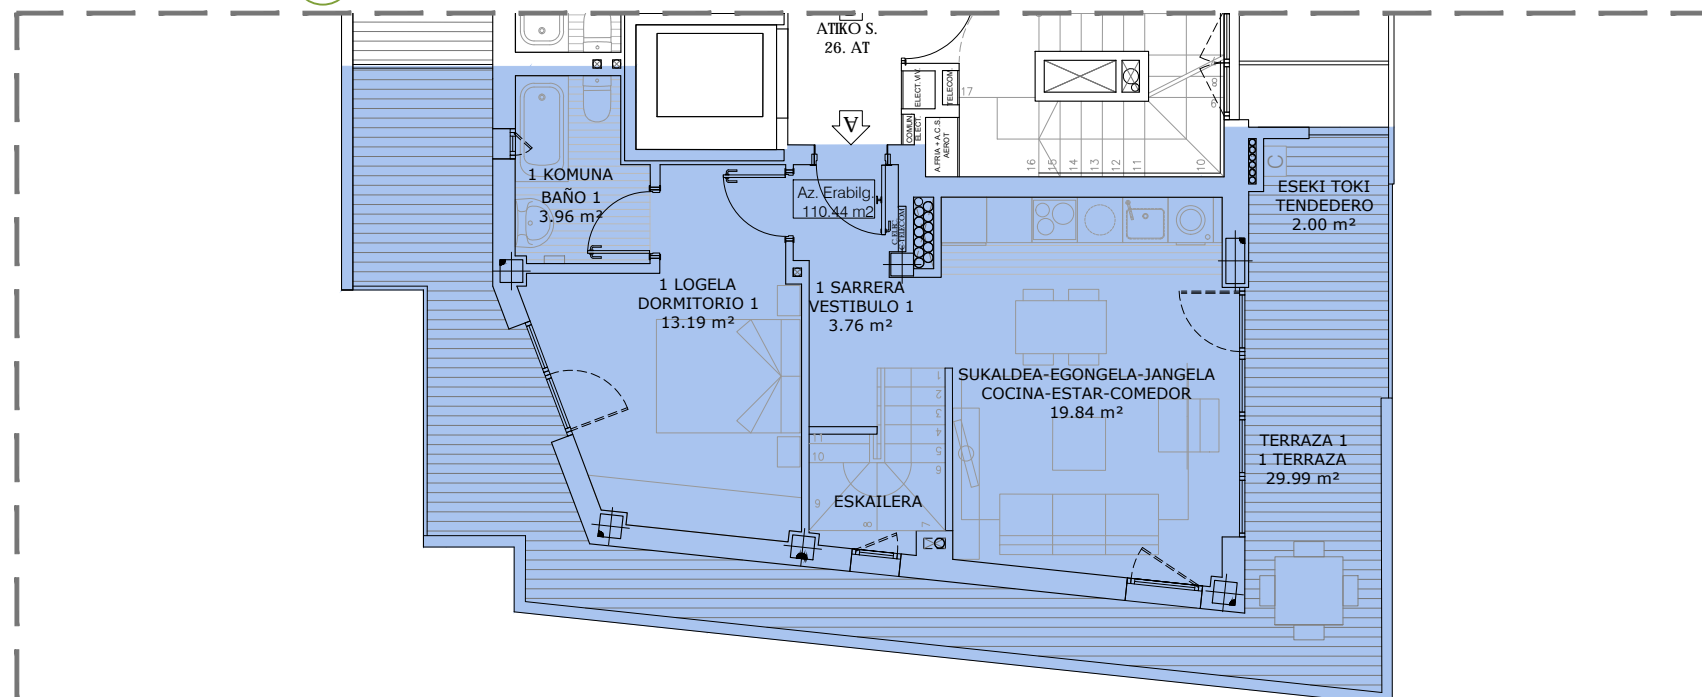 ATIKO S.
26. AT
ELECT.VIV.
TELECOM.
COMUN
ELECT.
A.FRIA + A.C.S.
AEROT
A
17
16
15
14
13
12
11
10
9
8
1 KOMUNA
BAÑO 1
3.96 m²
Az. Erabilg.
110.44 m2
C
ESEKI TOKI
TENDEDERO
2.00 m²
1 LOGELA
DORMITORIO 1
13.19 m²
1 SARRERA
VESTIBULO 1
3.76 m²
SUKALDEA-EGONGELA-JANGELA
COCINA-ESTAR-COMEDOR
19.84 m²
1
2
3
4
5
6
7
8
9
10
11
ESKAILERA
TERRAZA 1
1 TERRAZA
29.99 m²